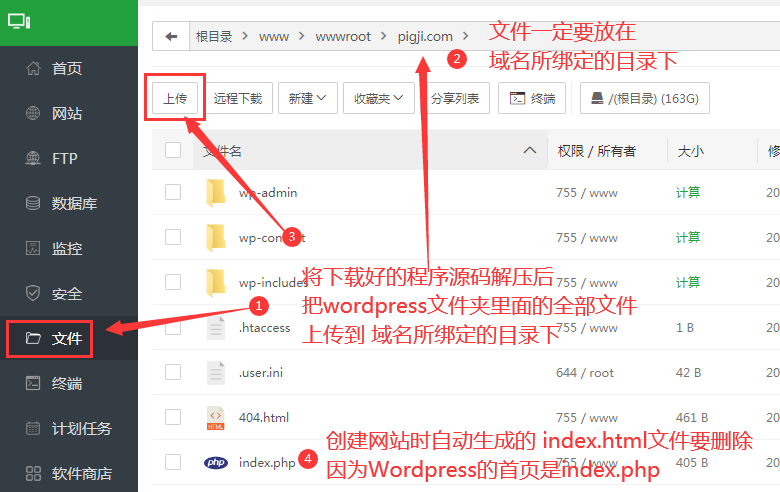 根目录 > www > wwwroot > pigji.com >
文件一定要放在
域名所绑定的目录下
2
首页
网站
FTP
数据库
监控
安全
文件
终端
计划任务
软件商店
上传 远程下载 新建 收藏夹 分享列表 终端 /(根目录) (163G)
文件名 权限 / 所有者 大小 修
wp-admin 755 / www 计算 20
wp-content 755 / www 计算 20
3
wp-includes 755 / www 计算 20
将下载好的程序源码解压后
把wordpress文件夹里面的全部文件
上传到 域名所绑定的目录下
1
.htaccess 755 / www 1 B 20
.user.ini 644 / root 42 B 20
404.html 755 / www 461 B 20
创建网站时自动生成的 index.html文件要删除
因为Wordpress的首页是index.php
4
php index.php 755 / www 405 B 20